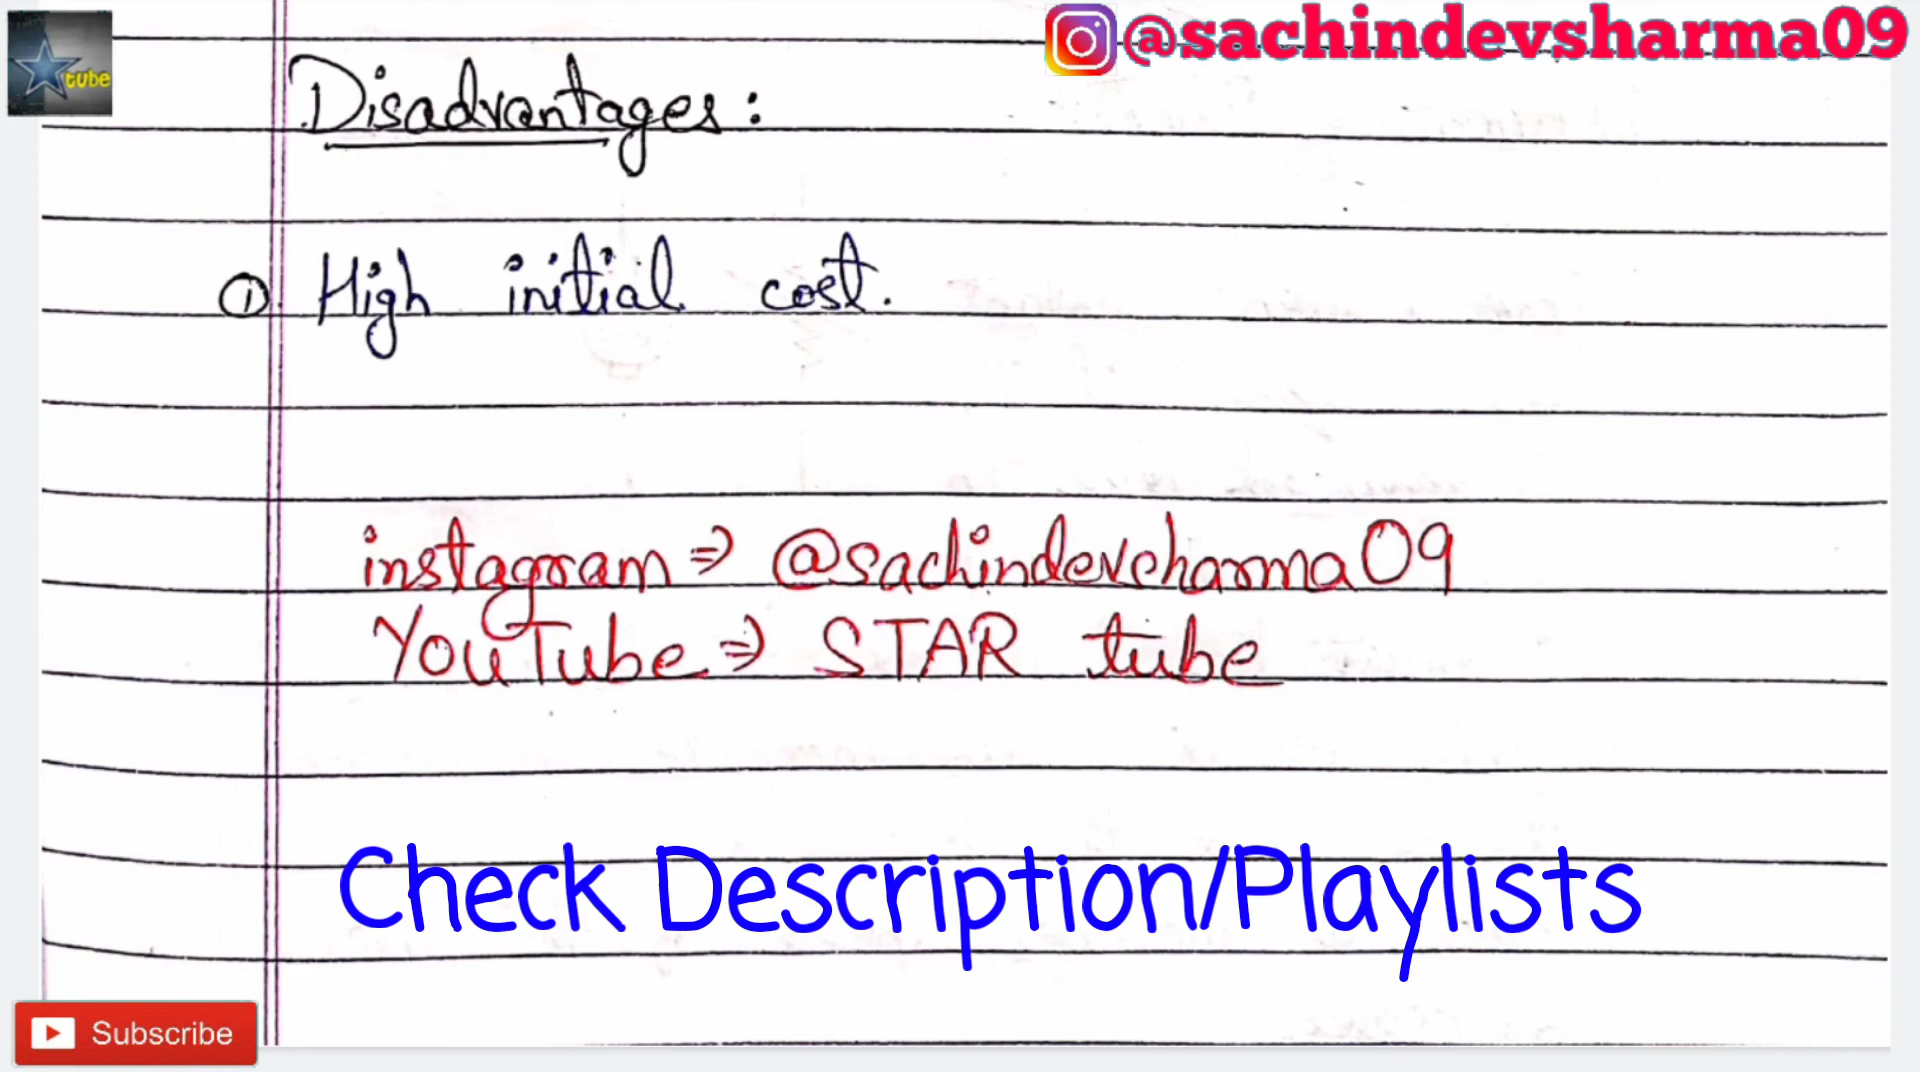 tube
@sachindevsharma09
Disadvantages:
① High initial cost.
instagram ⇒ @sachindevsharma09
YouTube ⇒ STAR tube
Check Description/Playlists
Subscribe